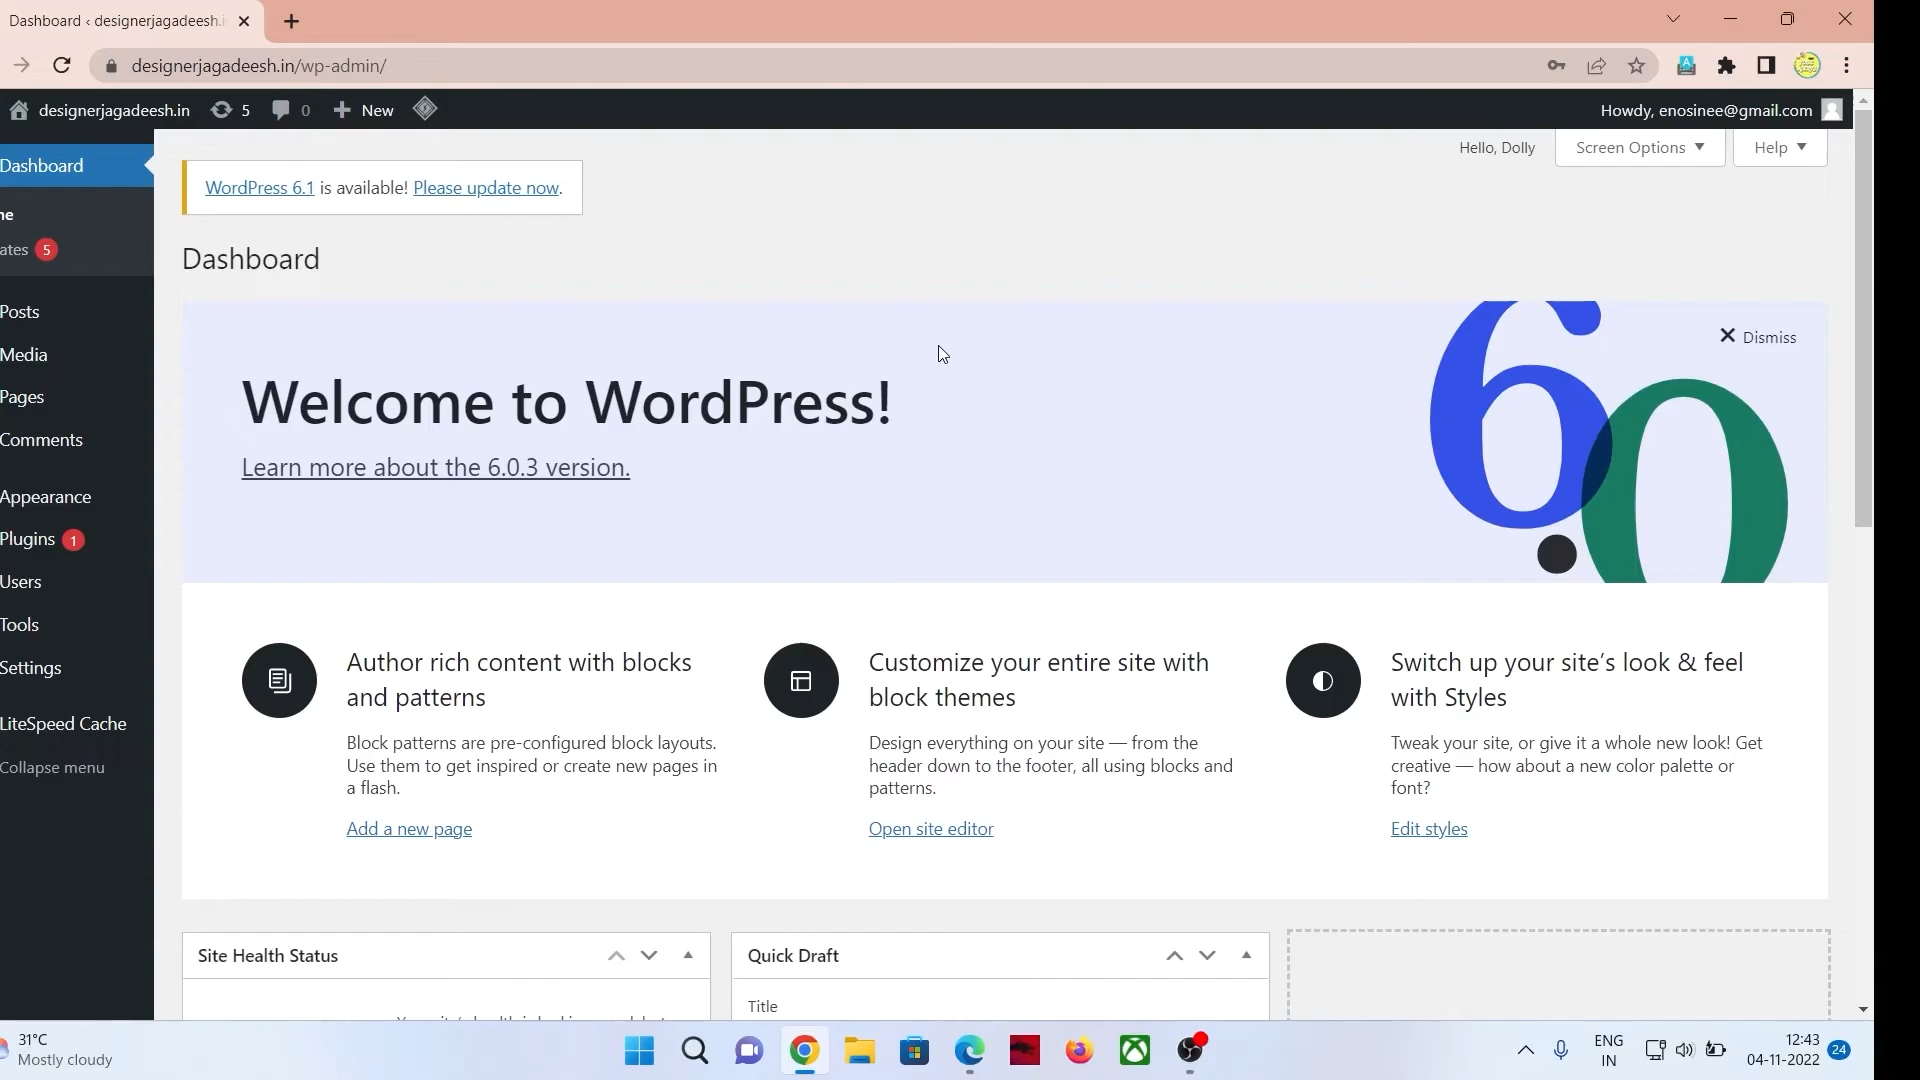 Dashboard ‹ designerjagadeesh.i
designerjagadeesh.in/wp-admin/
designerjagadeesh.in 5 0 New Howdy, enosinee@gmail.com
Hello, Dolly Screen Options Help
Dashboard
ne
ates 5
Posts
Media
Pages
Comments
Appearance
Plugins 1
Users
Tools
Settings
LiteSpeed Cache
Collapse menu
WordPress 6.1 is available! Please update now.
Dashboard
Dismiss
Welcome to WordPress!
Learn more about the 6.0.3 version.
6.0
Author rich content with blocks
and patterns
Block patterns are pre-configured block layouts.
Use them to get inspired or create new pages in
a flash.
Add a new page
Customize your entire site with
block themes
Design everything on your site — from the
header down to the footer, all using blocks and
patterns.
Open site editor
Switch up your site’s look & feel
with Styles
Tweak your site, or give it a whole new look! Get
creative — how about a new color palette or
font?
Edit styles
Site Health Status
Quick Draft
Title
31°C
Mostly cloudy
ENG
IN
12:43
04-11-2022 24